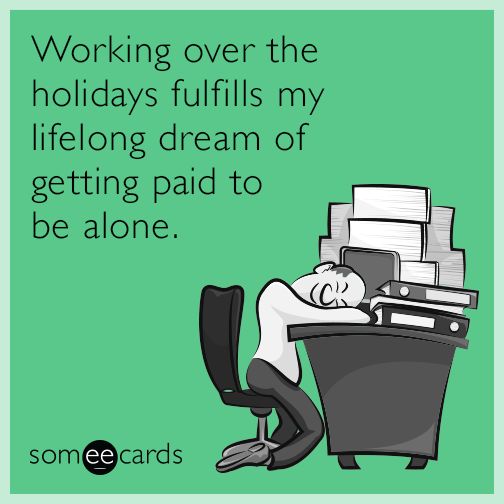 Working over the
holidays fulfills my
lifelong dream of
getting paid to
be alone.
someecards